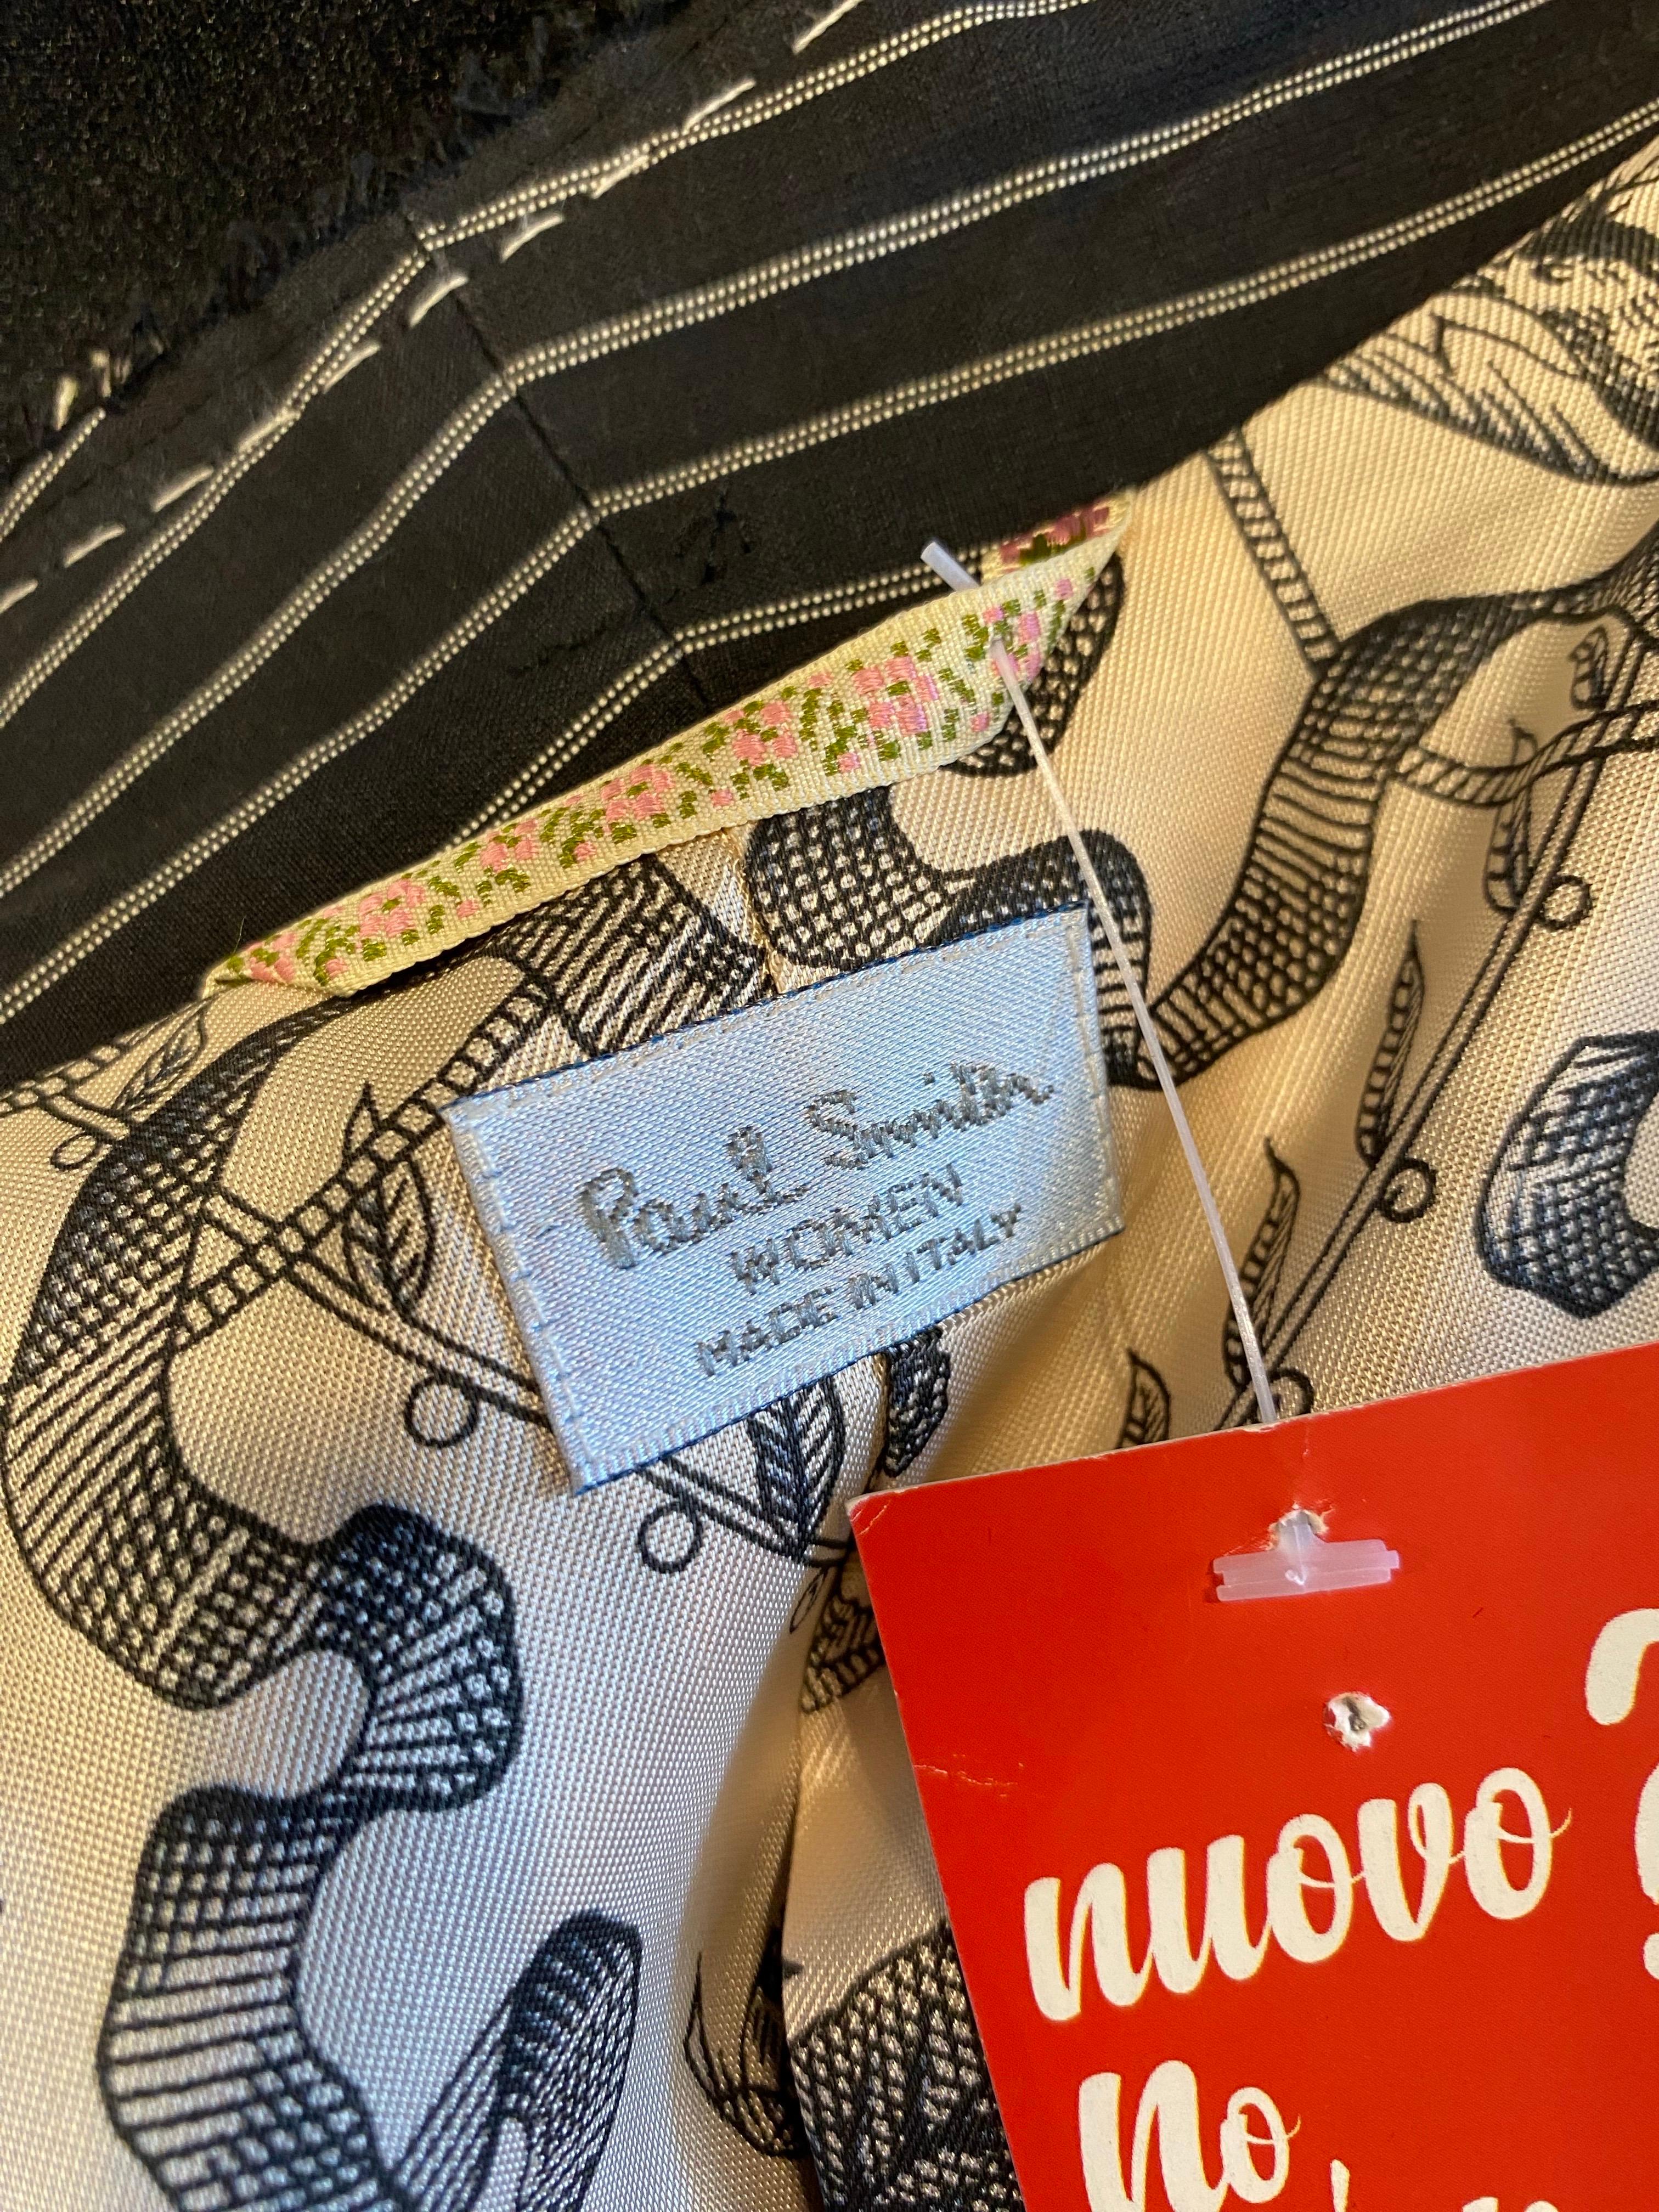 Paul Smith
WOMEN
MADE IN ITALY
nuovo ?
No,